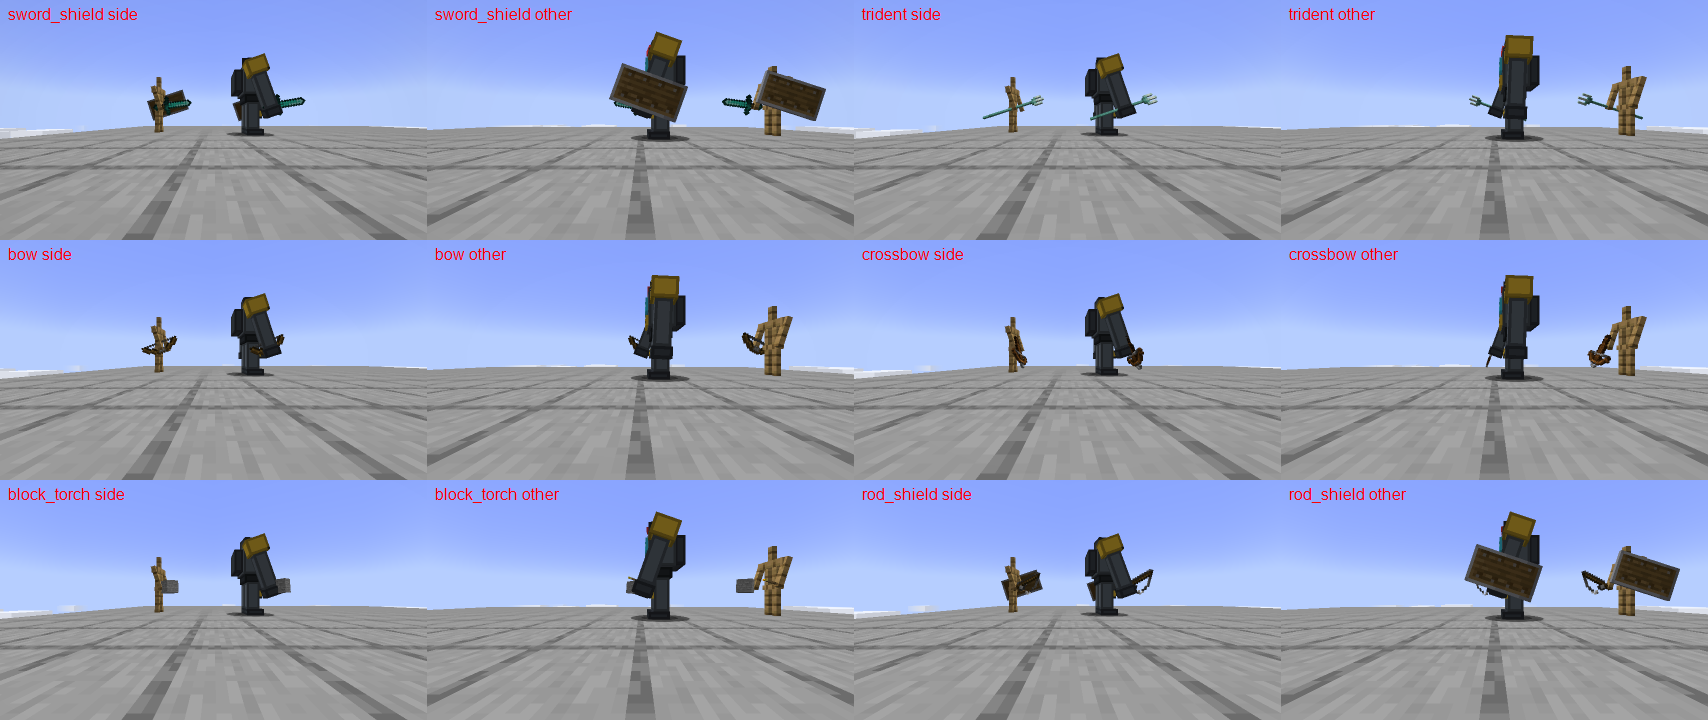 sword_shield side
sword_shield other
trident side
trident other
bow side
bow other
crossbow side
crossbow other
block_torch side
block_torch other
rod_shield side
rod_shield other